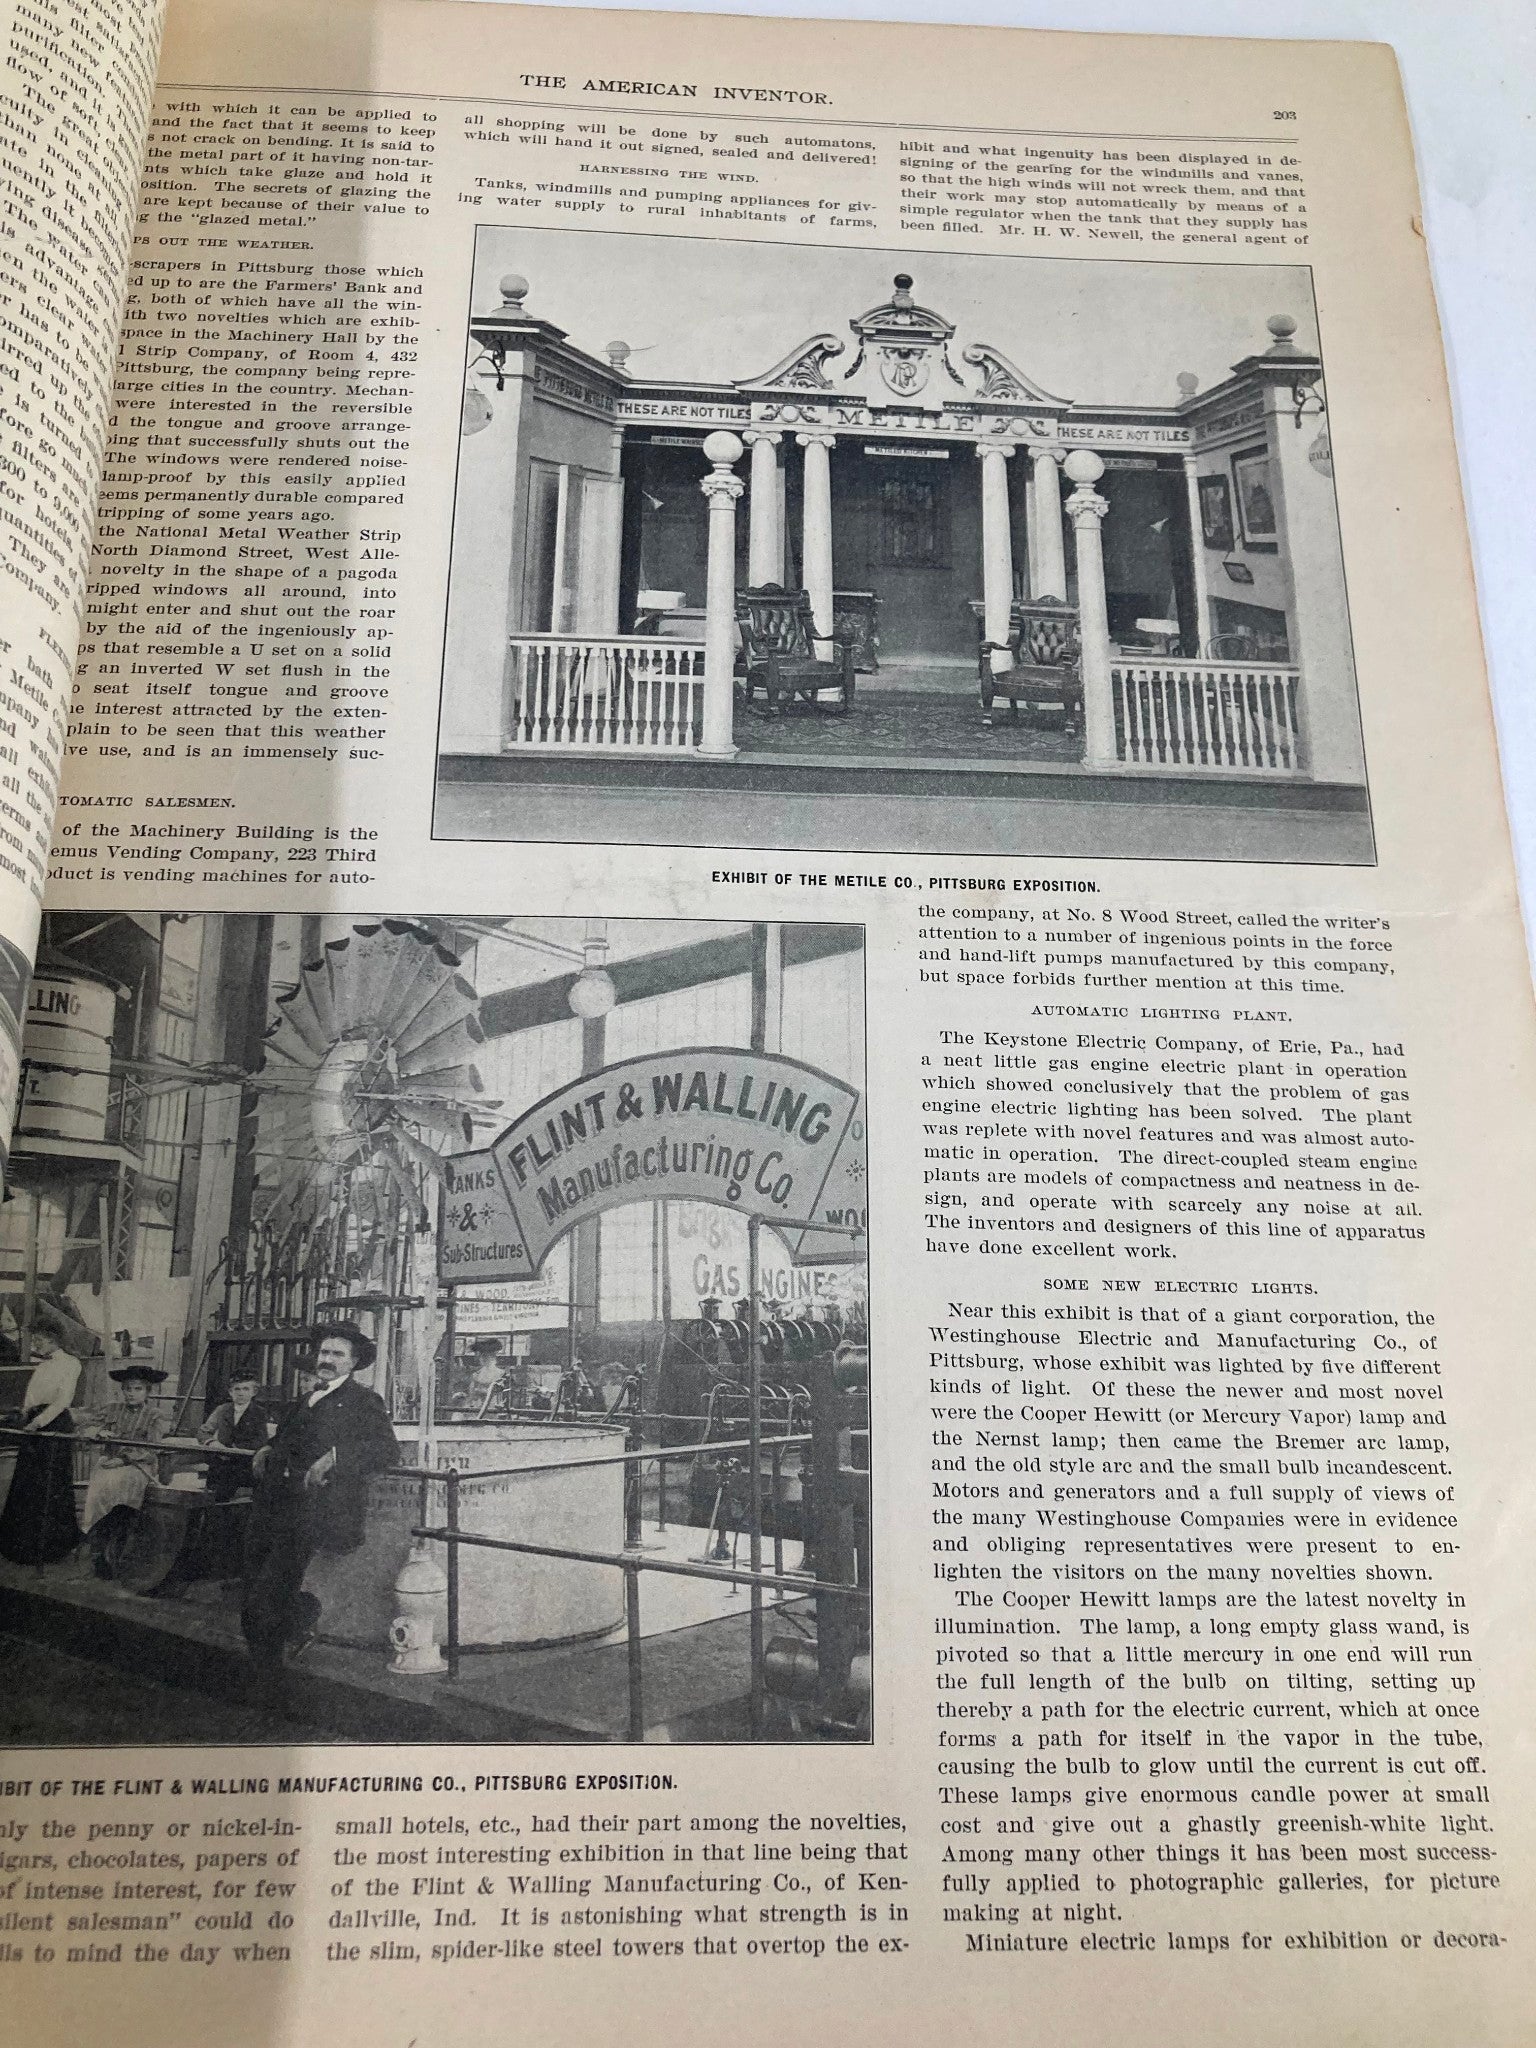 THE AMERICAN INVENTOR.
203
with which it can be applied to
and the fact that it seems to keep
s not crack on bending. It is said to
the metal part of it having non-tar-
nts which take glaze and hold it
osition. The secrets of glazing the
are kept because of their value to
g the "glazed metal."
PS OUT THE WEATHER.
-scrapers in Pittsburg those which
ed up to are the Farmers' Bank and
g, both of which have all the win-
ith two novelties which are exhib-
space in the Machinery Hall by the
l Strip Company, of Room 4, 432
Pittsburg, the company being repre-
large cities in the country. Mechan-
were interested in the reversible
d the tongue and groove arrange-
ping that successfully shuts out the
The windows were rendered noise-
damp-proof by this easily applied
eems permanently durable compared
tripping of some years ago.
the National Metal Weather Strip
North Diamond Street, West Alle-
novelty in the shape of a pagoda
ripped windows all around, into
might enter and shut out the roar
by the aid of the ingeniously ap-
ps that resemble a U set on a solid
g an inverted W set flush in the
o seat itself tongue and groove
he interest attracted by the exten-
plain to be seen that this weather
ive use, and is an immensely suc-
TOMATIC SALESMEN.
of the Machinery Building is the
emus Vending Company, 223 Third
oduct is vending machines for auto-
LLING
TANKS
&
Sub-Structures
FLINT & WALLING
Manufacturing Co.
GAS ENGINES
IBIT OF THE FLINT & WALLING MANUFACTURING CO., PITTSBURG EXPOSITION.
nly the penny or nickel-in-
igars, chocolates, papers of
of intense interest, for few
silent salesman" could do
lls to mind the day when
all shopping will be done by such automatons,
which will hand it out signed, sealed and delivered!
HARNESSING THE WIND.
Tanks, windmills and pumping appliances for giv-
ing water supply to rural inhabitants of farms,
THESE ARE NOT TILES
METILE
THESE ARE NOT TILES
EXHIBIT OF THE METILE CO., PITTSBURG EXPOSITION.
small hotels, etc., had their part among the novelties,
the most interesting exhibition in that line being that
of the Flint & Walling Manufacturing Co., of Ken-
dallville, Ind. It is astonishing what strength is in
the slim, spider-like steel towers that overtop the ex-
hibit and what ingenuity has been displayed in de-
signing of the gearing for the windmills and vanes,
so that the high winds will not wreck them, and that
their work may stop automatically by means of a
simple regulator when the tank that they supply has
been filled. Mr. H. W. Newell, the general agent of
the company, at No. 8 Wood Street, called the writer's
attention to a number of ingenious points in the force
and hand-lift pumps manufactured by this company,
but space forbids further mention at this time.
AUTOMATIC LIGHTING PLANT.
The Keystone Electric Company, of Erie, Pa., had
a neat little gas engine electric plant in operation
which showed conclusively that the problem of gas
engine electric lighting has been solved. The plant
was replete with novel features and was almost auto-
matic in operation. The direct-coupled steam engine
plants are models of compactness and neatness in de-
sign, and operate with scarcely any noise at all.
The inventors and designers of this line of apparatus
have done excellent work.
SOME NEW ELECTRIC LIGHTS.
Near this exhibit is that of a giant corporation, the
Westinghouse Electric and Manufacturing Co., of
Pittsburg, whose exhibit was lighted by five different
kinds of light. Of these the newer and most novel
were the Cooper Hewitt (or Mercury Vapor) lamp and
the Nernst lamp; then came the Bremer arc lamp,
and the old style arc and the small bulb incandescent.
Motors and generators and a full supply of views of
the many Westinghouse Companies were in evidence
and obliging representatives were present to en-
lighten the visitors on the many novelties shown.
The Cooper Hewitt lamps are the latest novelty in
illumination. The lamp, a long empty glass wand, is
pivoted so that a little mercury in one end will run
the full length of the bulb on tilting, setting up
thereby a path for the electric current, which at once
forms a path for itself in the vapor in the tube,
causing the bulb to glow until the current is cut off.
These lamps give enormous candle power at small
cost and give out a ghastly greenish-white light.
Among many other things it has been most success-
fully applied to photographic galleries, for picture
making at night.
Miniature electric lamps for exhibition or decora-